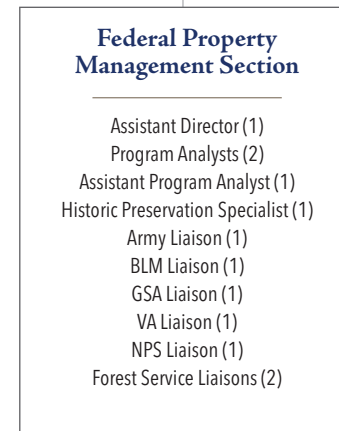 Federal Property
Management Section
Assistant Director (1)
Program Analysts (2)
Assistant Program Analyst (1)
Historic Preservation Specialist (1)
Army Liaison (1)
BLM Liaison (1)
GSA Liaison (1)
VA Liaison (1)
NPS Liaison (1)
Forest Service Liaisons (2)